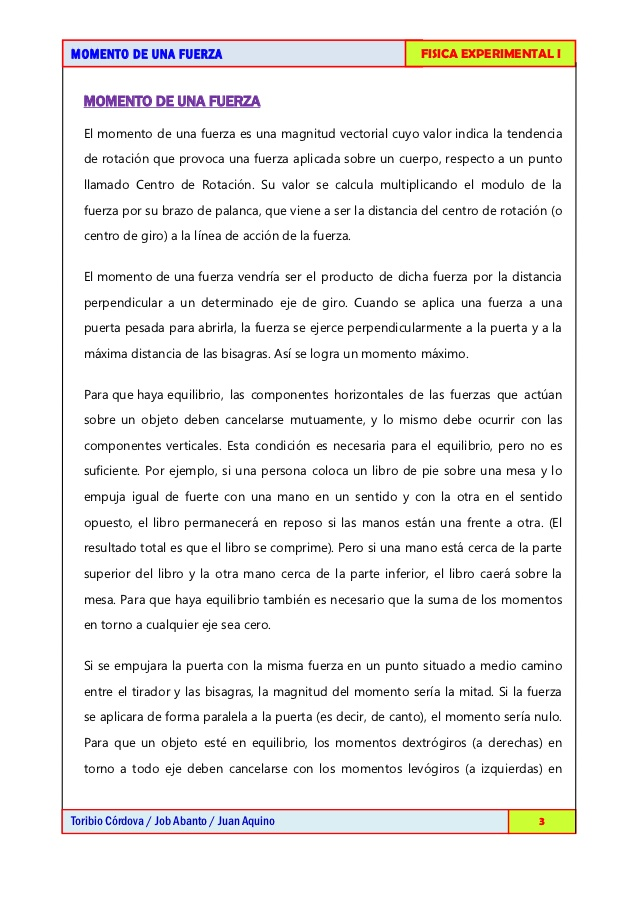 MOMENTO DE UNA FUERZA
FISICA EXPERIMENTAL I
MOMENTO DE UNA FUERZA
El momento de una fuerza es una magnitud vectorial cuyo valor indica la tendencia
de rotación que provoca una fuerza aplicada sobre un cuerpo, respecto a un punto
llamado Centro de Rotación. Su valor se calcula multiplicando el modulo de la
fuerza por su brazo de palanca, que viene a ser la distancia del centro de rotación (o
centro de giro) a la línea de acción de la fuerza.
El momento de una fuerza vendría ser el producto de dicha fuerza por la distancia
perpendicular a un determinado eje de giro. Cuando se aplica una fuerza a una
puerta pesada para abrirla, la fuerza se ejerce perpendicularmente a la puerta y a la
máxima distancia de las bisagras. Así se logra un momento máximo.
Para que haya equilibrio, las componentes horizontales de las fuerzas que actúan
sobre un objeto deben cancelarse mutuamente, y lo mismo debe ocurrir con las
componentes verticales. Esta condición es necesaria para el equilibrio, pero no es
suficiente. Por ejemplo, si una persona coloca un libro de pie sobre una mesa y lo
empuja igual de fuerte con una mano en un sentido y con la otra en el sentido
opuesto, el libro permanecerá en reposo si las manos están una frente a otra. (El
resultado total es que el libro se comprime). Pero si una mano está cerca de la parte
superior del libro y la otra mano cerca de la parte inferior, el libro caerá sobre la
mesa. Para que haya equilibrio también es necesario que la suma de los momentos
en torno a cualquier eje sea cero.
Si se empujara la puerta con la misma fuerza en un punto situado a medio camino
entre el tirador y las bisagras, la magnitud del momento sería la mitad. Si la fuerza
se aplicara de forma paralela a la puerta (es decir, de canto), el momento sería nulo.
Para que un objeto esté en equilibrio, los momentos dextrógiros (a derechas) en
torno a todo eje deben cancelarse con los momentos levógiros (a izquierdas) en
Toribio Córdova / Job Abanto / Juan Aquino
3